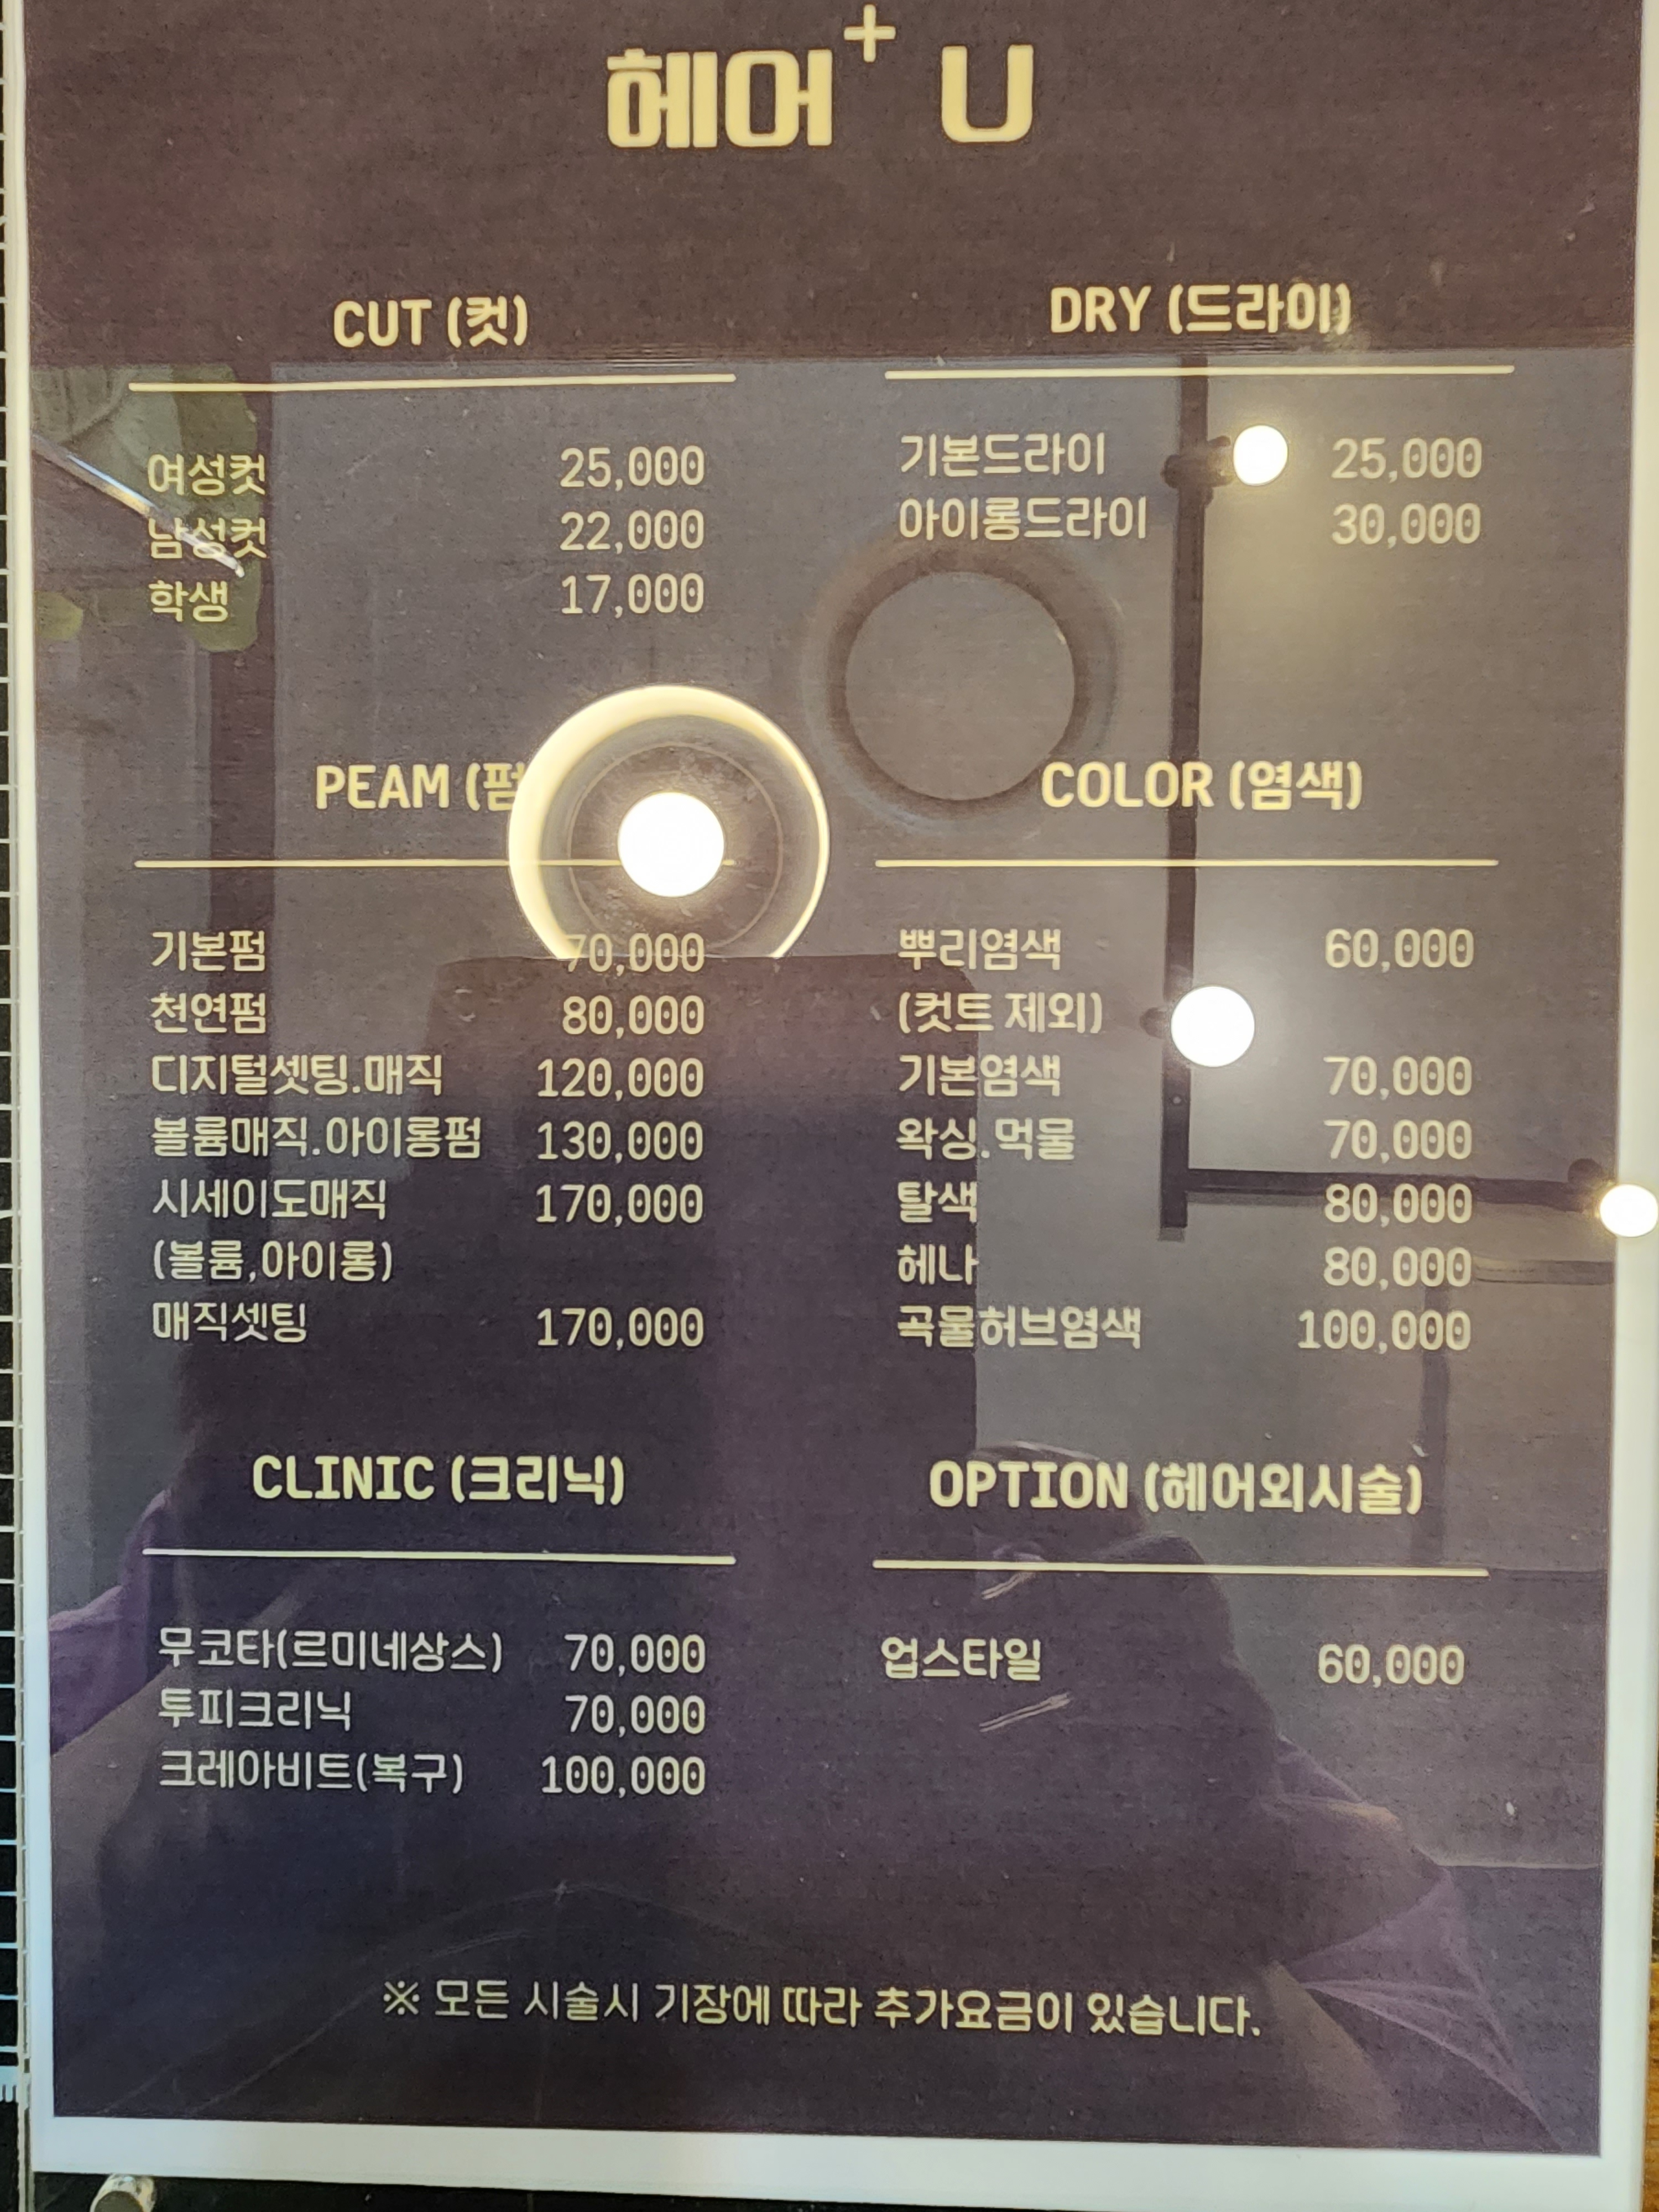 헤어+ U
CUT (컷)
여성컷 25,000
남성컷 22,000
학생 17,000
DRY (드라이)
기본드라이 25,000
아이롱드라이 30,000
PEAM (펌
기본펌 70,000
천연펌 80,000
디지털셋팅.매직 120,000
볼륨매직.아이롱펌 130,000
시세이도매직 170,000
(볼륨,아이롱)
매직셋팅 170,000
COLOR (염색)
뿌리염색 60,000
(컷트 제외)
기본염색 70,000
왁싱.먹물 70,000
탈색 80,000
헤나 80,000
곡물허브염색 100,000
CLINIC (크리닉)
무코타(르미네상스) 70,000
투피크리닉 70,000
크레아비트(복구) 100,000
OPTION (헤어외시술)
업스타일 60,000
※ 모든 시술시 기장에 따라 추가요금이 있습니다.